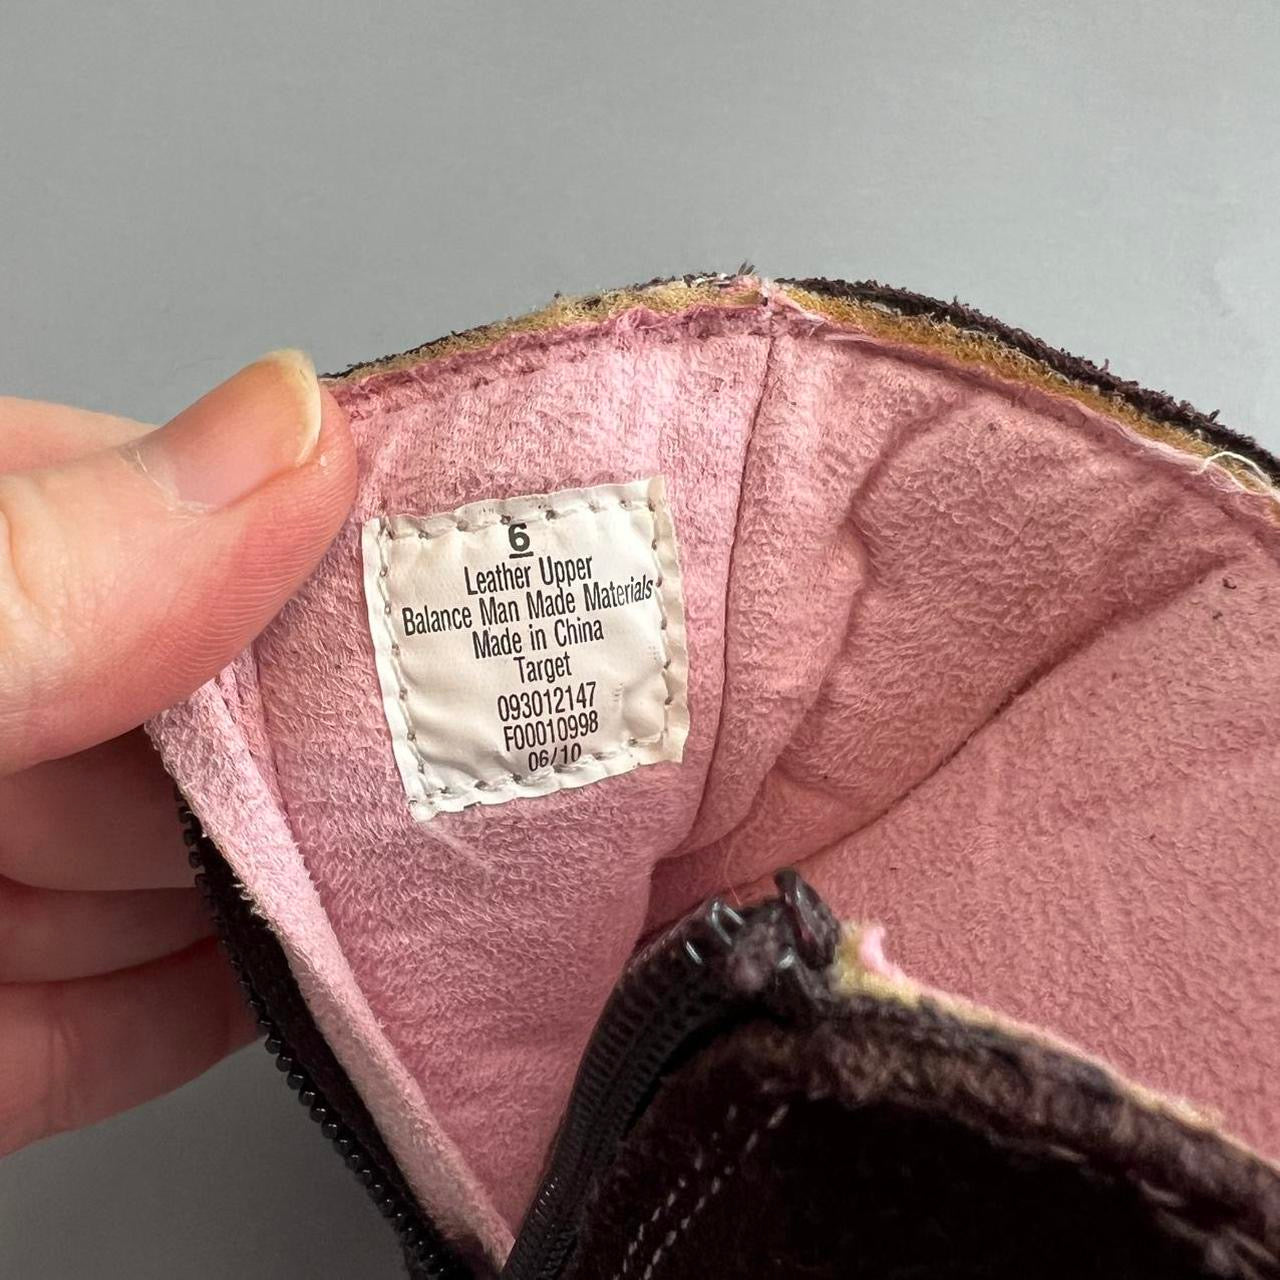 6
Leather Upper
Balance Man Made Materials
Made in China
Target
093012147
F00010998
06/10